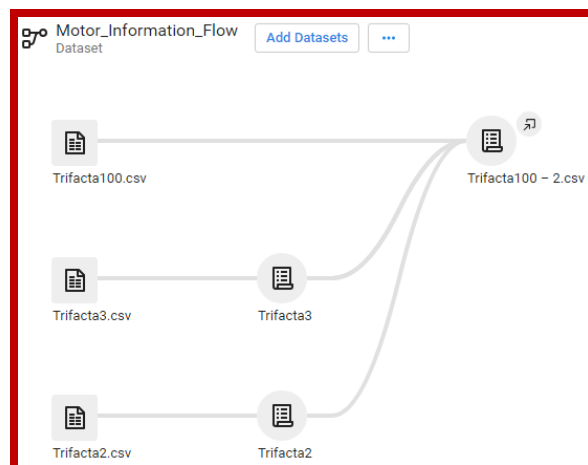 Motor_Information_Flow
Dataset
Add Datasets
...
Trifacta100.csv
Trifacta100 – 2.csv
Trifacta3.csv
Trifacta3
Trifacta2.csv
Trifacta2